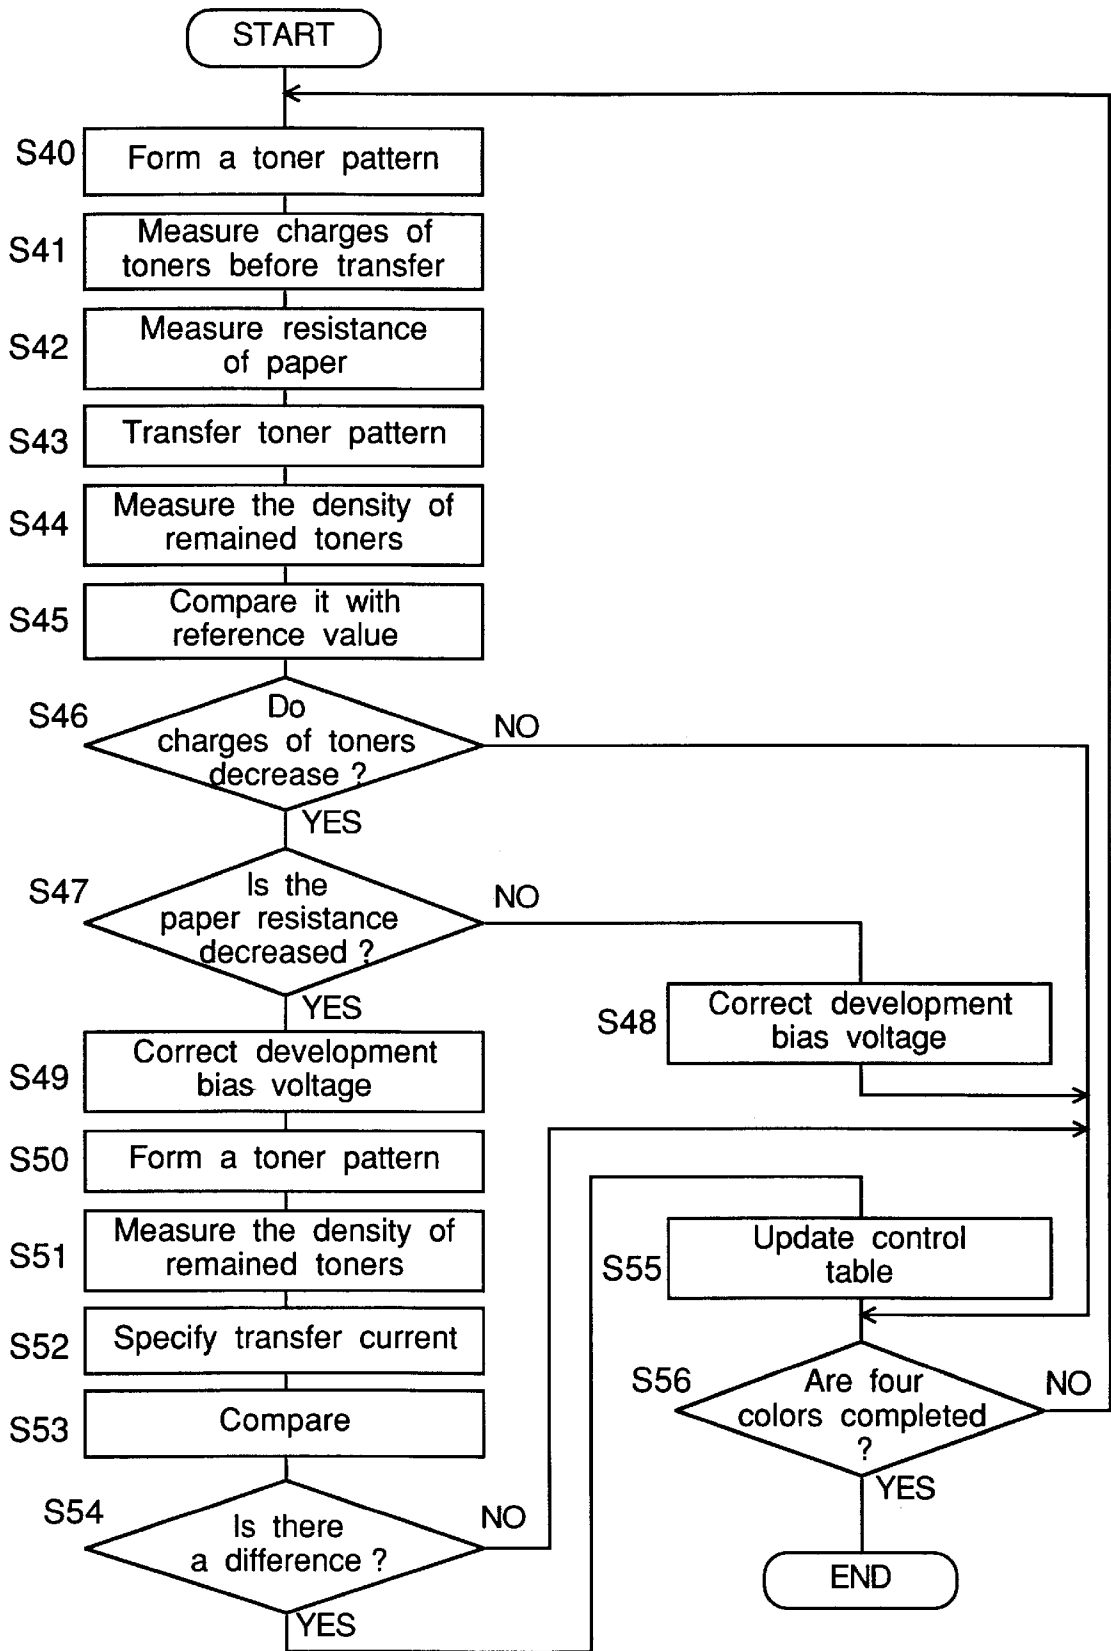 START
S40
Form a toner pattern
S41
Measure charges of
toners before transfer
S42
Measure resistance
of paper
S43
Transfer toner pattern
S44
Measure the density of
remained toners
S45
Compare it with
reference value
S46
Do
charges of toners
decrease ?
NO
YES
S47
Is the
paper resistance
decreased ?
NO
YES
S48
Correct development
bias voltage
S49
Correct development
bias voltage
S50
Form a toner pattern
S51
Measure the density of
remained toners
S52
Specify transfer current
S53
Compare
S54
Is there
a difference ?
NO
YES
S55
Update control
table
S56
Are four
colors completed
?
NO
YES
END